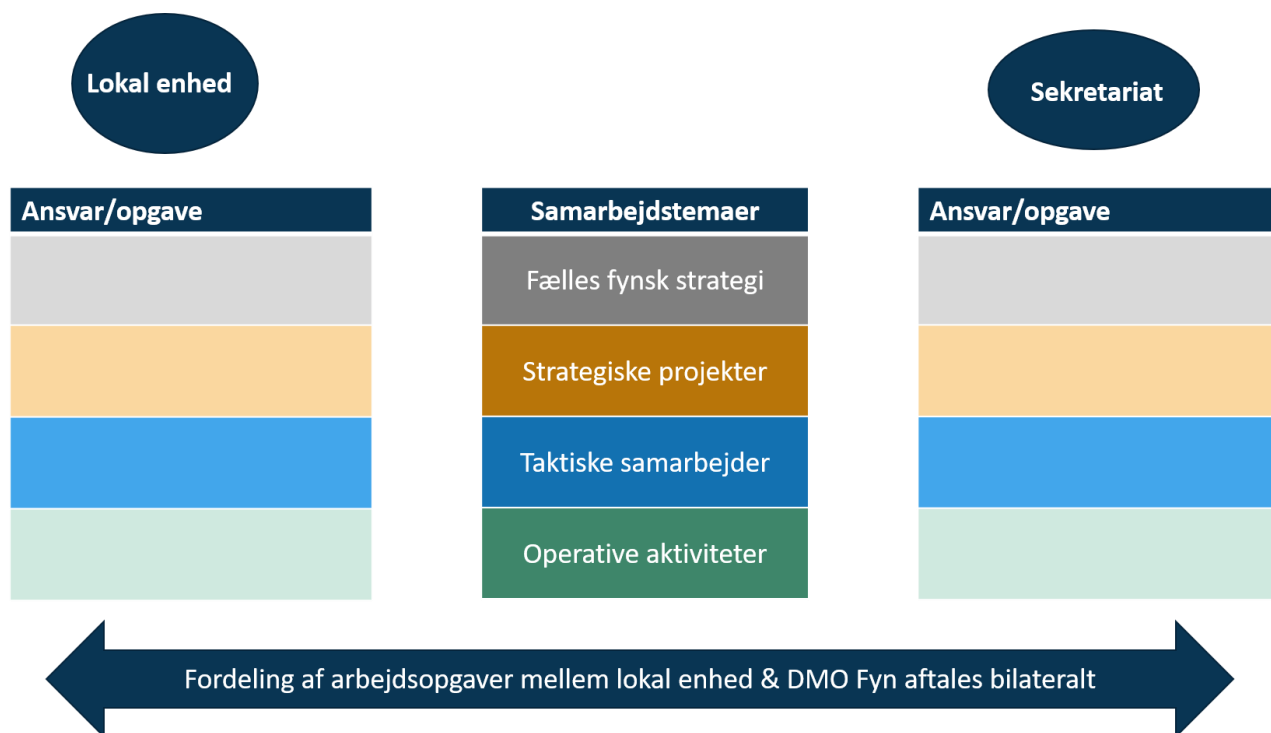 Lokal enhed
Sekretariat
Ansvar/opgave
Samarbejdstemaer
Ansvar/opgave
Fælles fynsk strategi
Strategiske projekter
Taktiske samarbejder
Operative aktiviteter
Fordeling af arbejdsopgaver mellem lokal enhed & DMO Fyn aftales bilateralt